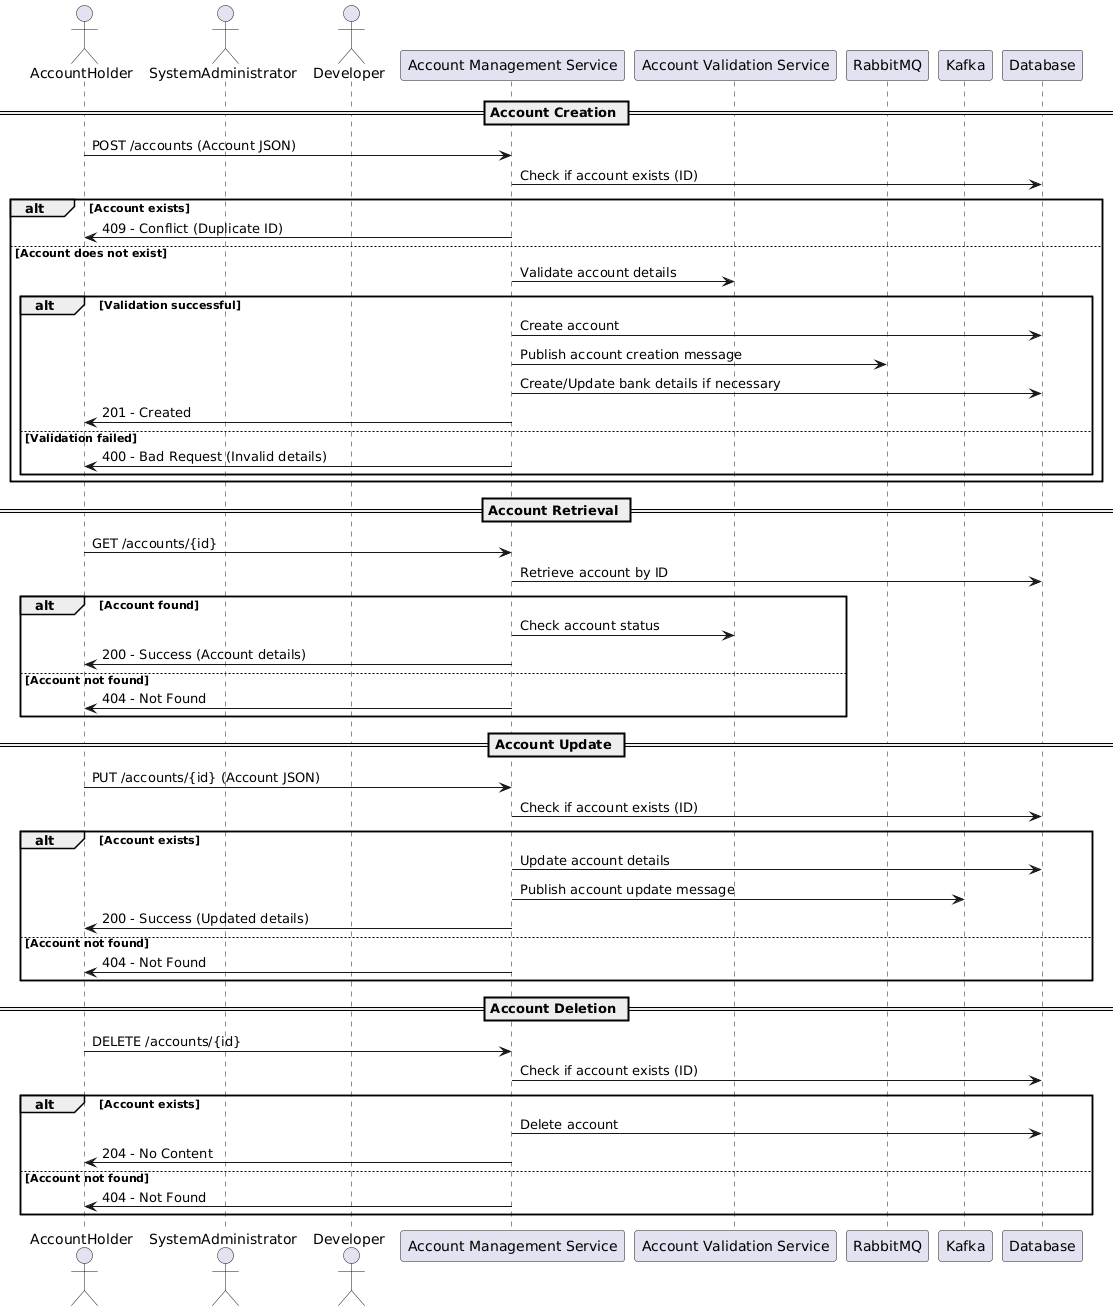 AccountHolder SystemAdministrator Developer Account Management Service Account Validation Service RabbitMQ Kafka Database
Account Creation
POST /accounts (Account JSON)
Check if account exists (ID)
alt [Account exists]
409 - Conflict (Duplicate ID)
[Account does not exist]
Validate account details
alt [Validation successful]
Create account
Publish account creation message
Create/Update bank details if necessary
201 - Created
[Validation failed]
400 - Bad Request (Invalid details)
Account Retrieval
GET /accounts/{id}
Retrieve account by ID
alt [Account found]
Check account status
200 - Success (Account details)
[Account not found]
404 - Not Found
Account Update
PUT /accounts/{id} (Account JSON)
Check if account exists (ID)
alt [Account exists]
Update account details
Publish account update message
200 - Success (Updated details)
[Account not found]
404 - Not Found
Account Deletion
DELETE /accounts/{id}
Check if account exists (ID)
alt [Account exists]
Delete account
204 - No Content
[Account not found]
404 - Not Found
AccountHolder SystemAdministrator Developer Account Management Service Account Validation Service RabbitMQ Kafka Database